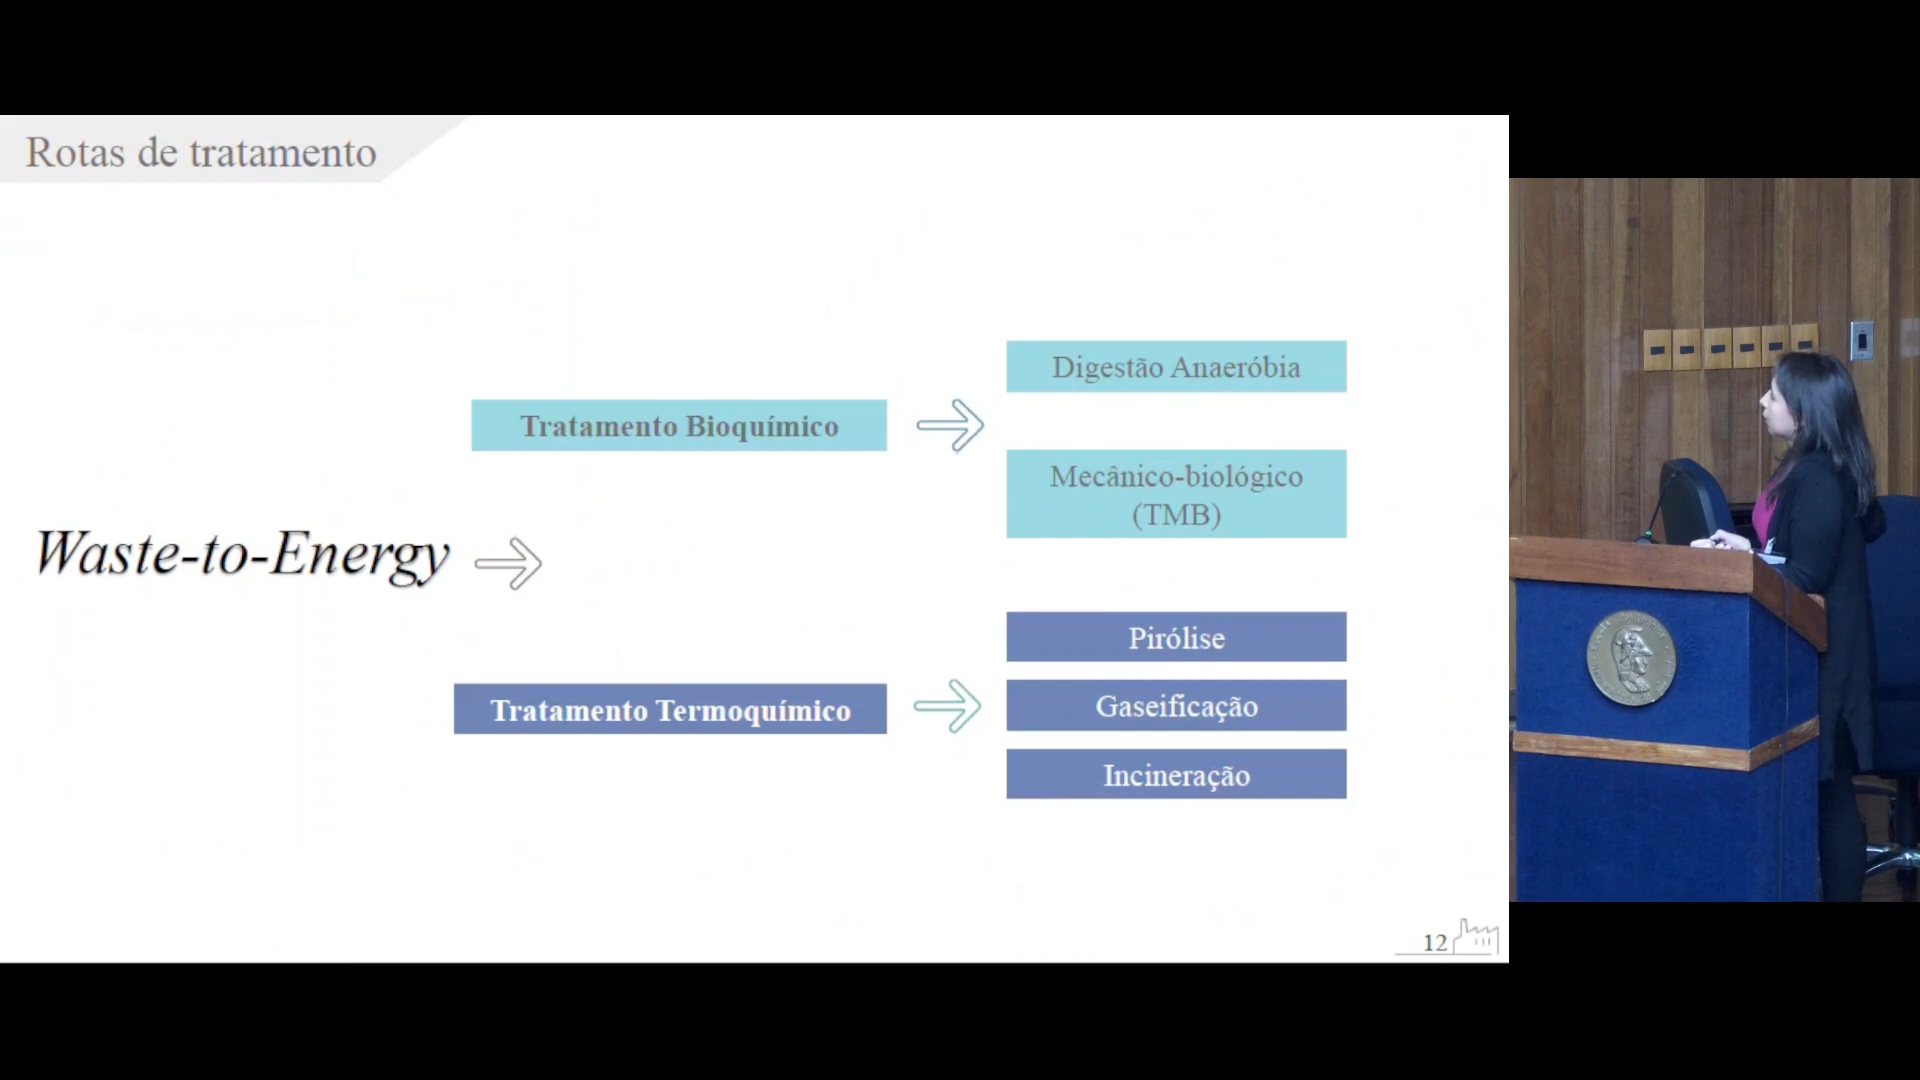 Rotas de tratamento
Digestão Anaeróbia
Tratamento Bioquímico
Mecânico-biológico
(TMB)
Waste-to-Energy
Pirólise
Tratamento Termoquímico
Gaseificação
Incineração
12